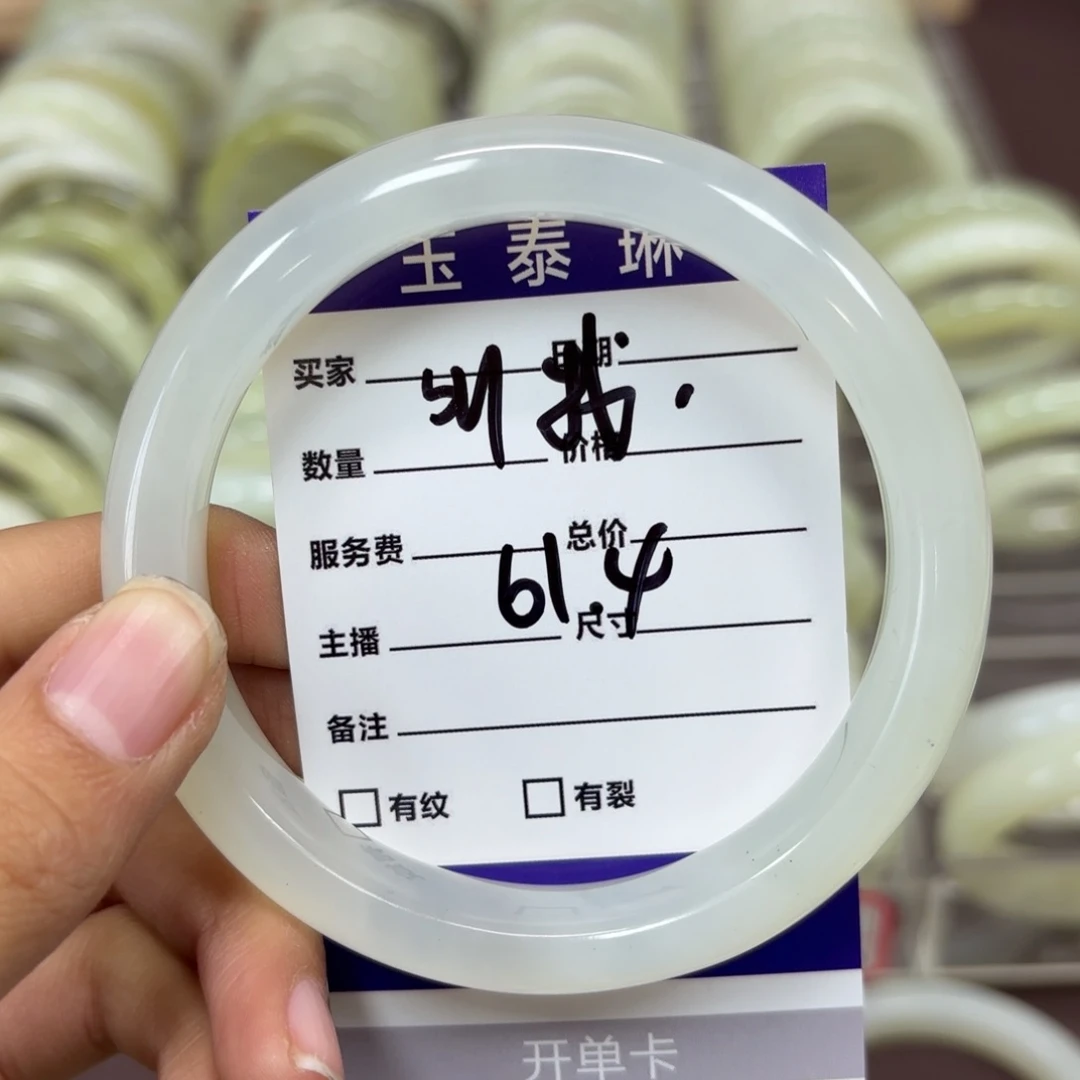 玉泰琳
买家 日期
数量 价格
服务费 总价
61.4
主播 尺寸
备注
□ 有纹 □ 有裂
开单卡